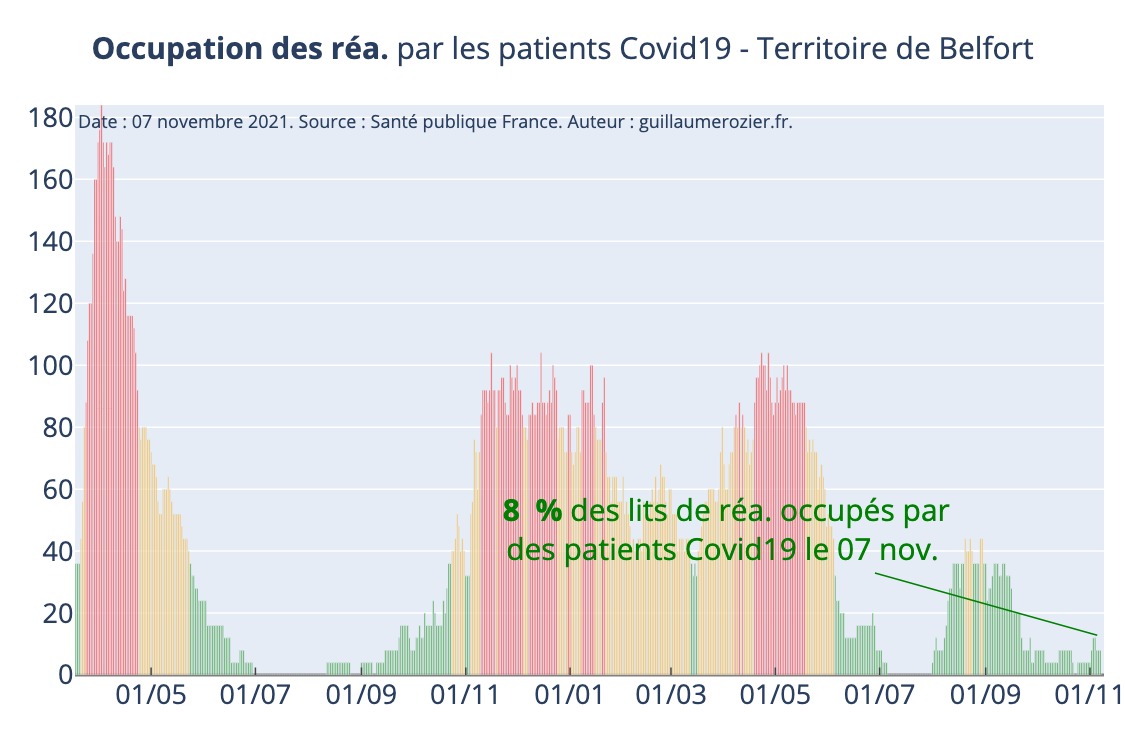 Occupation des réa. par les patients Covid19 - Territoire de Belfort
180
Date : 07 novembre 2021. Source : Santé publique France. Auteur : guillaumerozier.fr.
160
140
120
100
80
60
8 % des lits de réa. occupés par
des patients Covid19 le 07 nov.
40
20
0
01/05 01/07 01/09 01/11 01/01 01/03 01/05 01/07 01/09 01/11